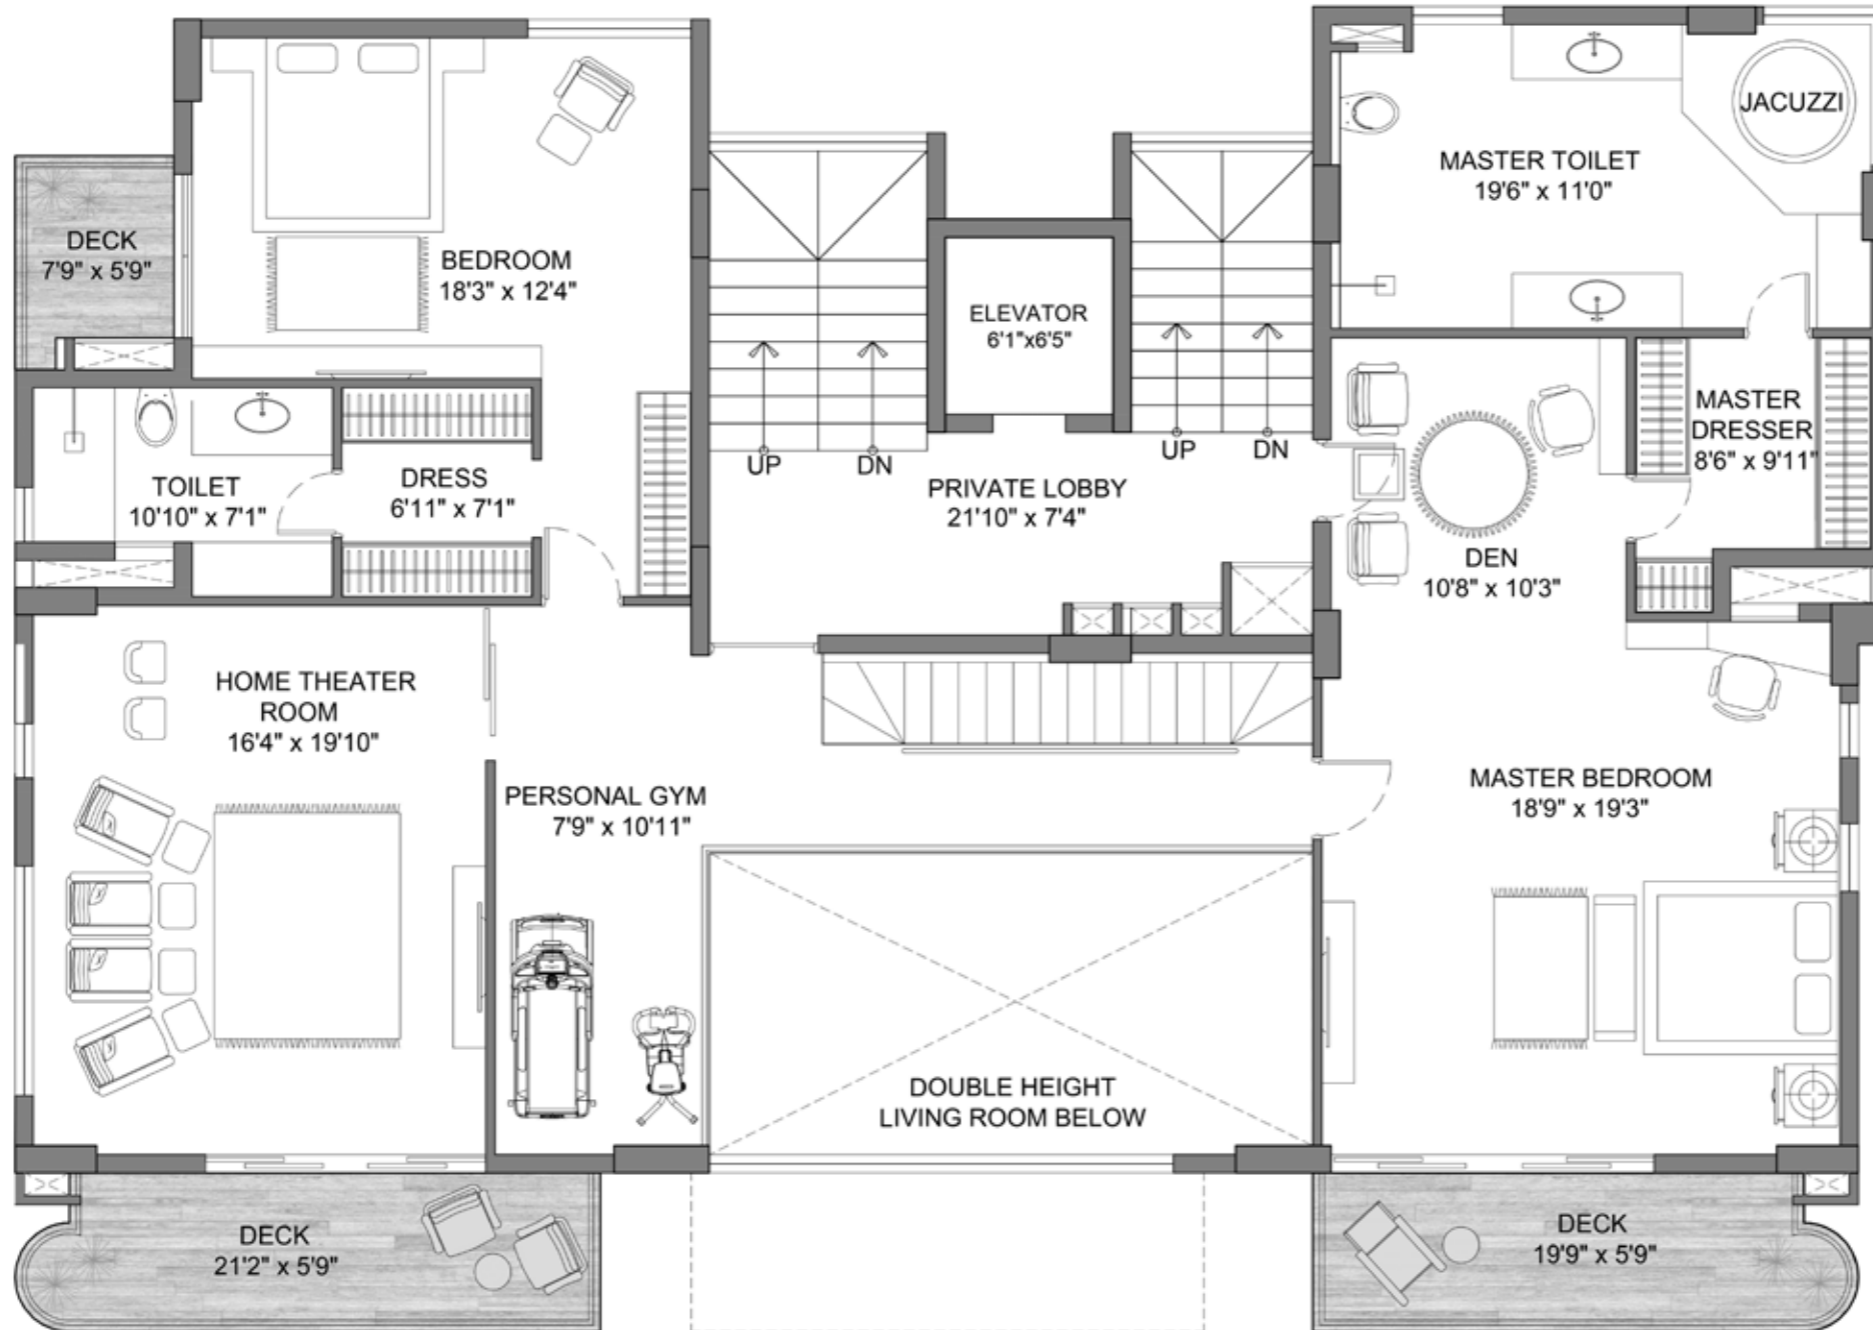 JACUZZI
MASTER TOILET
19'6" x 11'0"
DECK
7'9" x 5'9"
BEDROOM
18'3" x 12'4"
ELEVATOR
6'1"x6'5"
MASTER
DRESSER
8'6" x 9'11"
UP
DN
UP
DN
TOILET
10'10" x 7'1"
DRESS
6'11" x 7'1"
PRIVATE LOBBY
21'10" x 7'4"
DEN
10'8" x 10'3"
HOME THEATER
ROOM
16'4" x 19'10"
PERSONAL GYM
7'9" x 10'11"
MASTER BEDROOM
18'9" x 19'3"
DOUBLE HEIGHT
LIVING ROOM BELOW
DECK
21'2" x 5'9"
DECK
19'9" x 5'9"